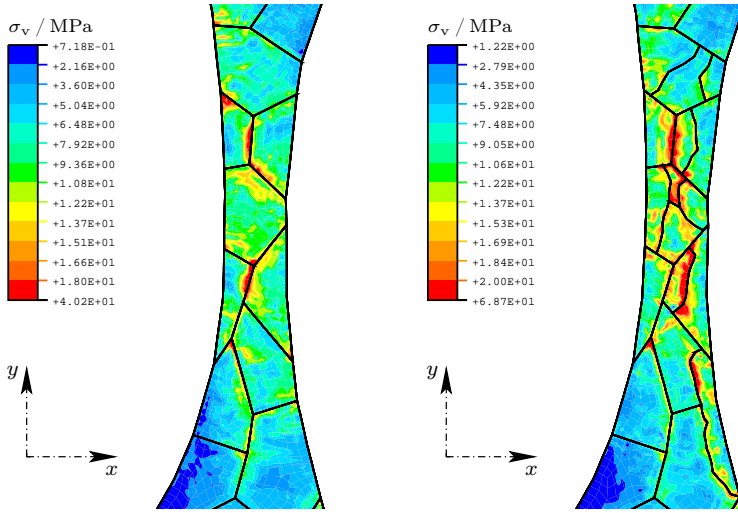 σv / MPa
+7.18E-01
+2.16E+00
+3.60E+00
+5.04E+00
+6.48E+00
+7.92E+00
+9.36E+00
+1.08E+01
+1.22E+01
+1.37E+01
+1.51E+01
+1.66E+01
+1.80E+01
+4.02E+01
y
x
σv / MPa
+1.22E+00
+2.79E+00
+4.35E+00
+5.92E+00
+7.48E+00
+9.05E+00
+1.06E+01
+1.22E+01
+1.37E+01
+1.53E+01
+1.69E+01
+1.84E+01
+2.00E+01
+6.87E+01
y
x